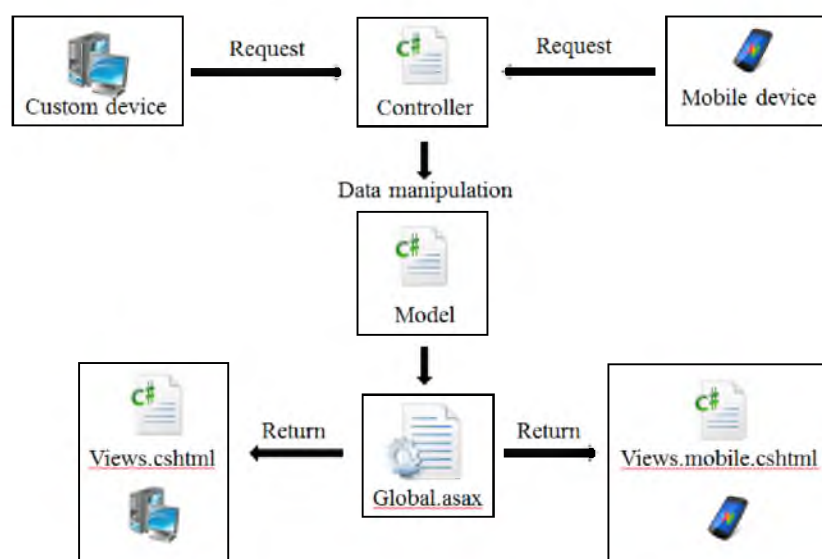 Request
Request
C#
Custom device
Controller
Mobile device
Data manipulation
C#
Model
C#
C#
Return
Return
Views.cshtml
Views.mobile.cshtml
Global.asax